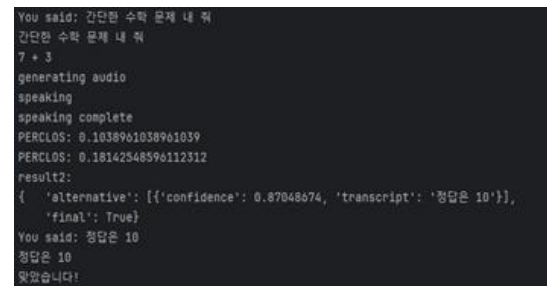 You said: 간단한 수학 문제 내 줘
간단한 수학 문제 내 줘
7 + 3
generating audio
speaking
speaking complete
PERCLOS: 0.1038961038961039
PERCLOS: 0.18142548596112312
result2:
{   'alternative': [{'confidence': 0.87048674, 'transcript': '정답은 10'}],
    'final': True}
You said: 정답은 10
정답은 10
맞았습니다!